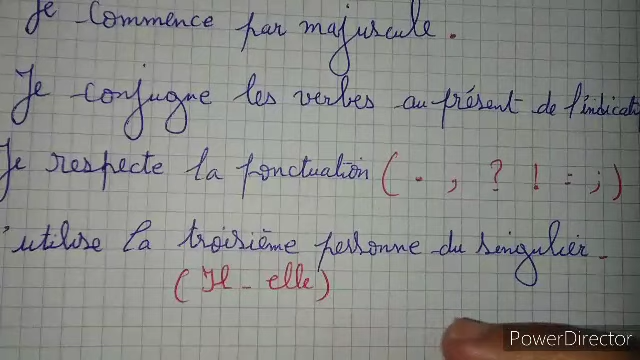 Je commence par majuscule.
Je conjugue les verbes au présent de l'indicati
Je respecte la ponctuation ( . , ? ! : ; )
'utilise la troisième personne du singulier.
( Il - elle )
PowerDirector